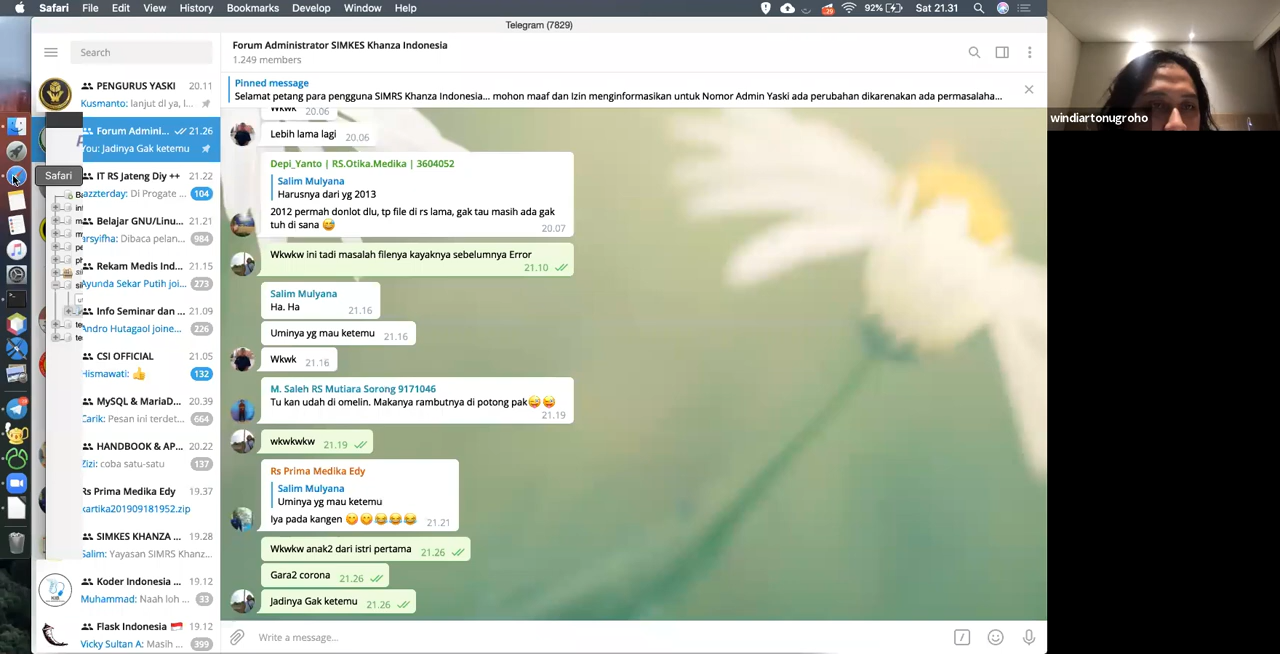 Safari File Edit View History Bookmarks Develop Window Help
29 92% Sat 21.31
Telegram (7829)
Search
PENGURUS YASKI 20.11
Kusmanto: lanjut dl ya, l...
Forum Admini... 21.26
You: Jadinya Gak ketemu
Safari
IT RS Jateng Diy ++ 21.22
azzterday: Di Progate ... 104
Belajar GNU/Linu... 21.21
arsyifha: Dibaca pelan... 984
Rekam Medis Ind... 21.15
Ayunda Sekar Putih joi... 273
Info Seminar dan ... 21.09
Andro Hutagaol joine... 226
CSI OFFICIAL 21.05
Hismawati: 👍 132
MySQL & MariaD... 20.39
Carik: Pesan ini terdet... 664
HANDBOOK & AP... 20.22
Zizi: coba satu-satu 137
Rs Prima Medika Edy 19.37
kartika201909181952.zip
SIMKES KHANZA ... 19.28
Salim: Yayasan SIMRS Khanz...
Koder Indonesia ... 19.12
Muhammad: Naah loh ... 33
Flask Indonesia 🇮🇩 19.12
Vicky Sultan A: Masih ... 399
Forum Administrator SIMKES Khanza Indonesia
1.249 members
Pinned message
Selamat petang para pengguna SIMRS Khanza Indonesia... mohon maaf dan Izin menginformasikan untuk Nomor Admin Yaski ada perubahan dikarenakan ada permasalaha...
Wkwk 20.06
Lebih lama lagi 20.06
Depi_Yanto | RS.Otika.Medika | 3604052
Salim Mulyana
Harusnya dari yg 2013
2012 permah donlot dlu, tp file di rs lama, gak tau masih ada gak
tuh di sana 😅 20.07
Wkwkw ini tadi masalah filenya kayaknya sebelumnya Error
21.10
Salim Mulyana
Ha. Ha 21.16
Uminya yg mau ketemu 21.16
Wkwk 21.16
M. Saleh RS Mutiara Sorong 9171046
Tu kan udah di omelin. Makanya rambutnya di potong pak😜😜
21.19
wkwkwkw 21.19
Rs Prima Medika Edy
Salim Mulyana
Uminya yg mau ketemu
Iya pada kangen 😋😋😂😂😂 21.21
Wkwkw anak2 dari istri pertama 21.26
Gara2 corona 21.26
Jadinya Gak ketemu 21.26
Write a message...
windiartonugroho